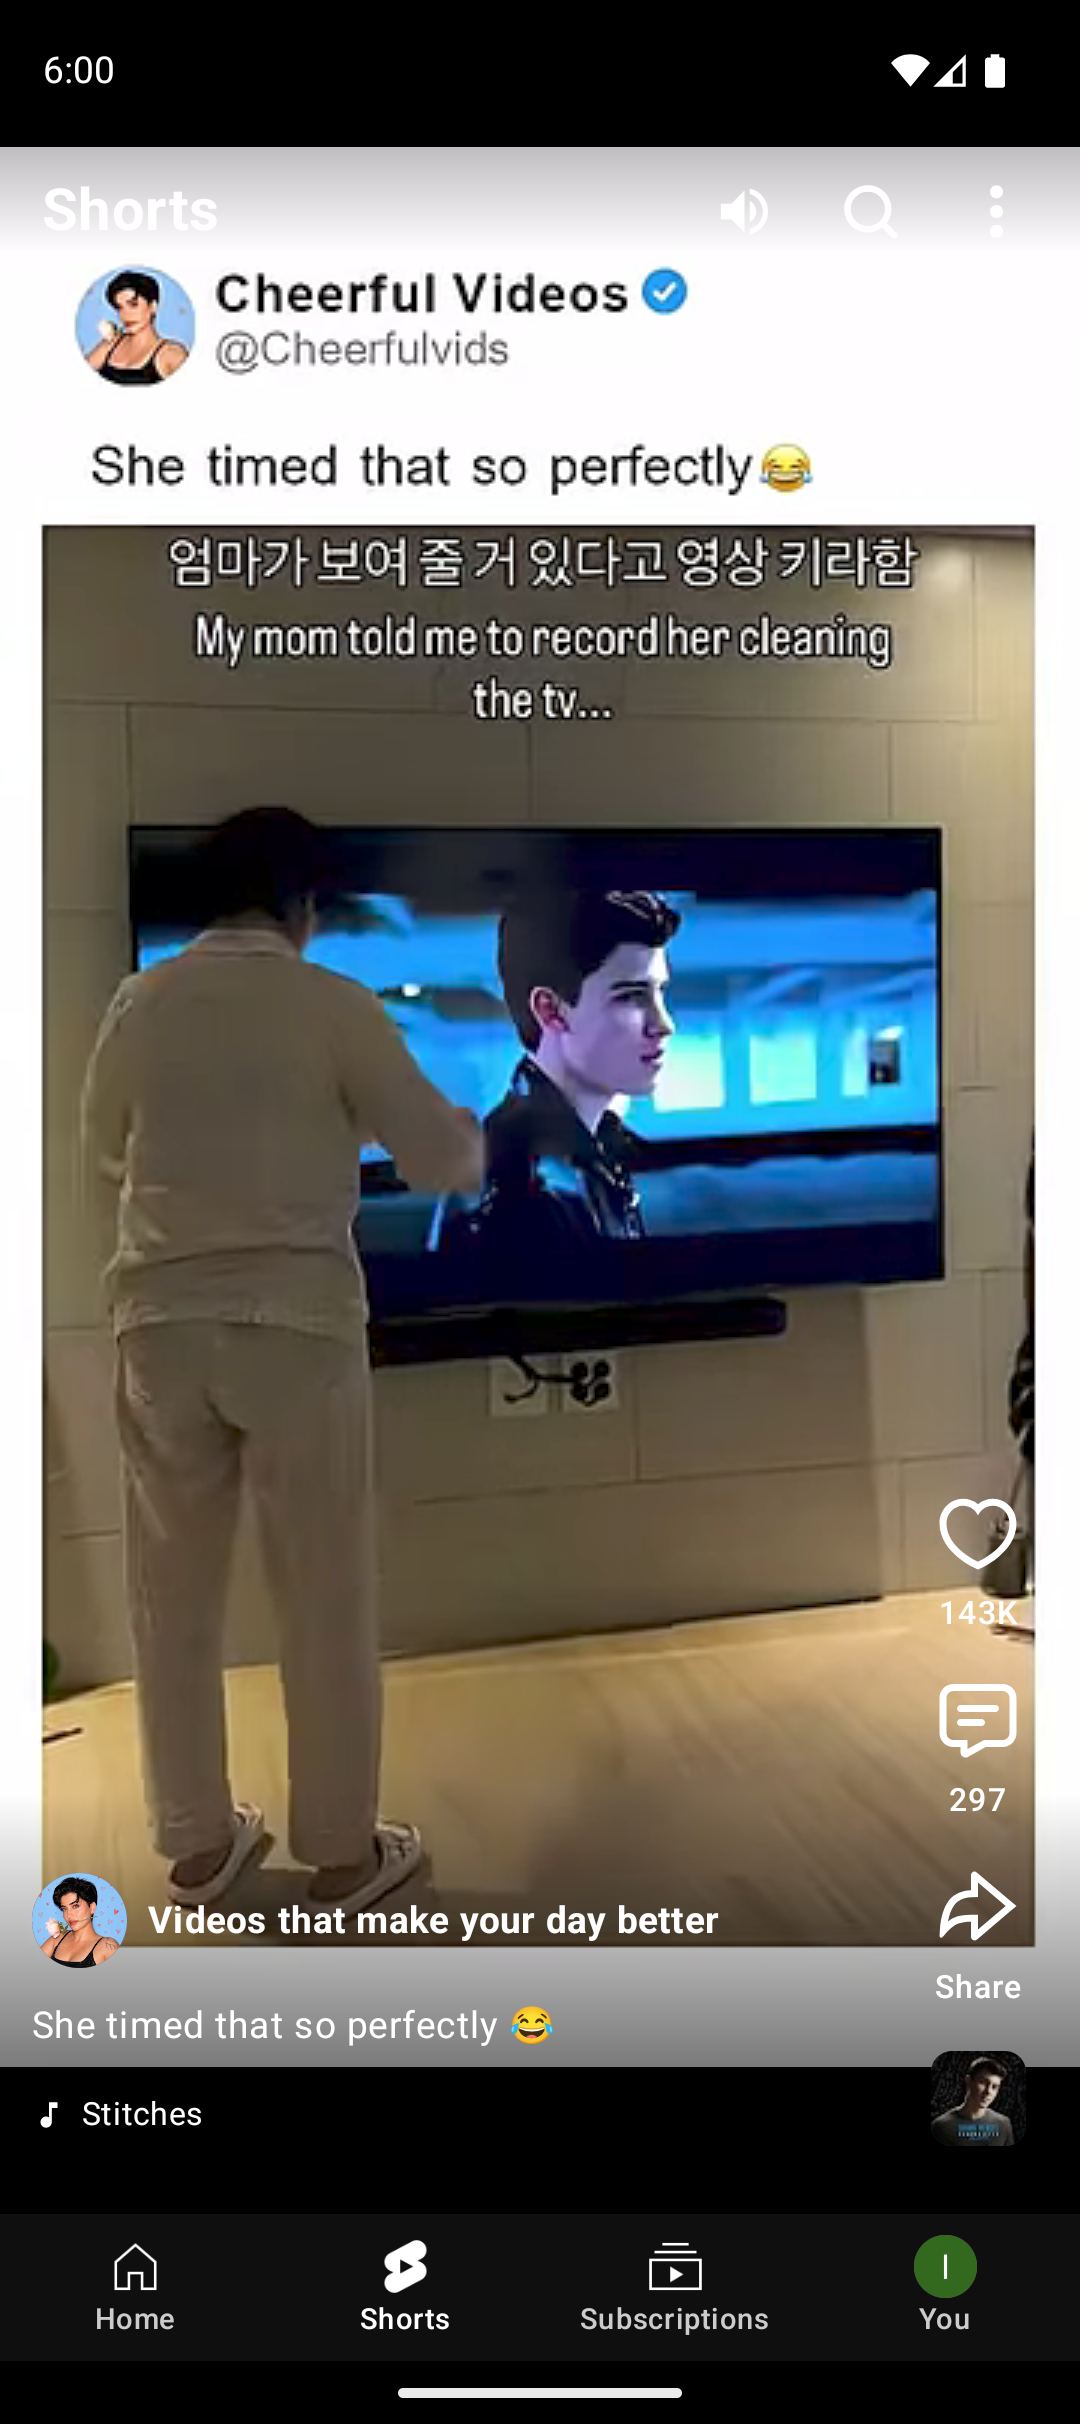 6:00
Shorts
Cheerful Videos
@Cheerfulvids
She timed that so perfectly😂
엄마가 보여 줄 거 있다고 영상 키라함
My mom told me to record her cleaning
the tv...
143K
297
Videos that make your day better
Share
She timed that so perfectly 😂
Stitches
Home
Shorts
Subscriptions
I
You